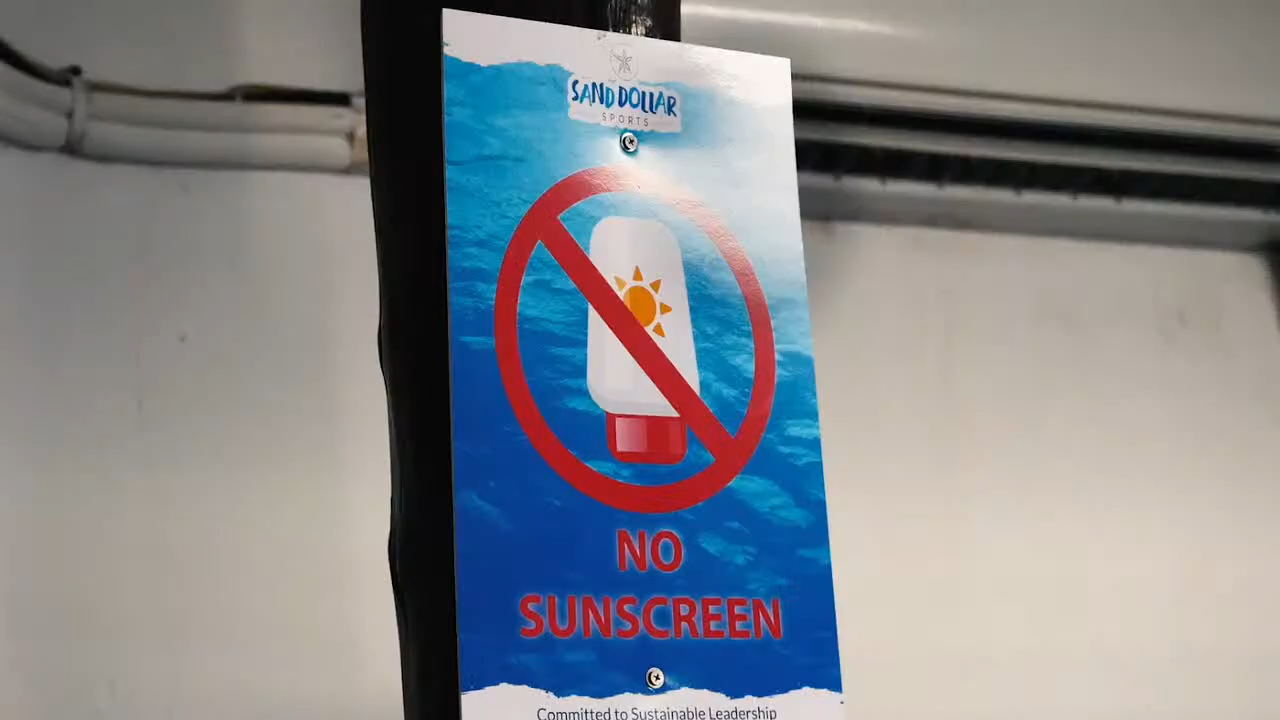 SAND DOLLAR
SPORTS
NO
SUNSCREEN
Committed to Sustainable Leadership